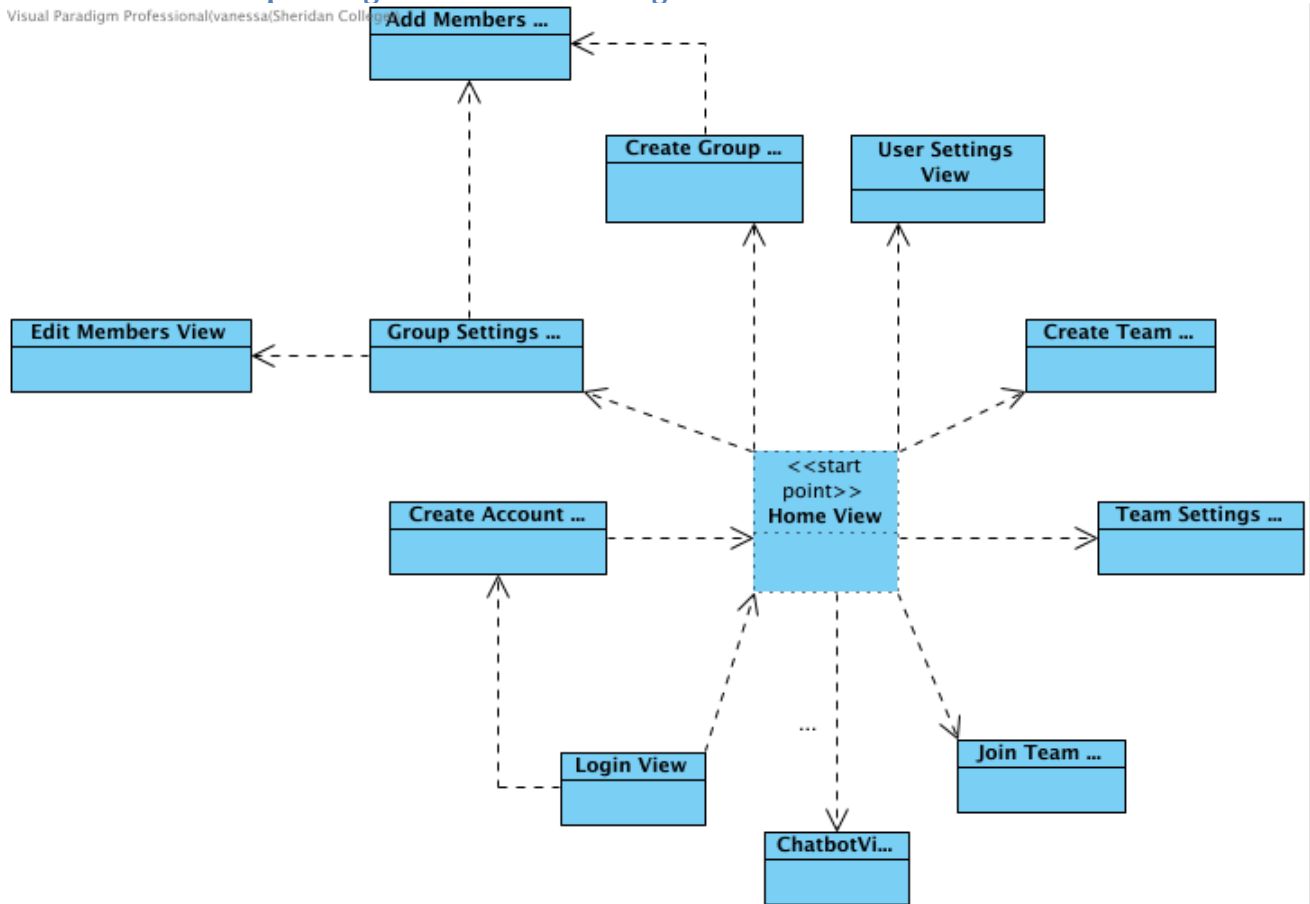 Visual Paradigm Professional(vanessa(Sheridan College))
Add Members ...
Create Group ...
User Settings
View
Edit Members View
Group Settings ...
Create Team ...
<<start
point>>
Home View
Create Account ...
Team Settings ...
...
Login View
Join Team ...
ChatbotVi...